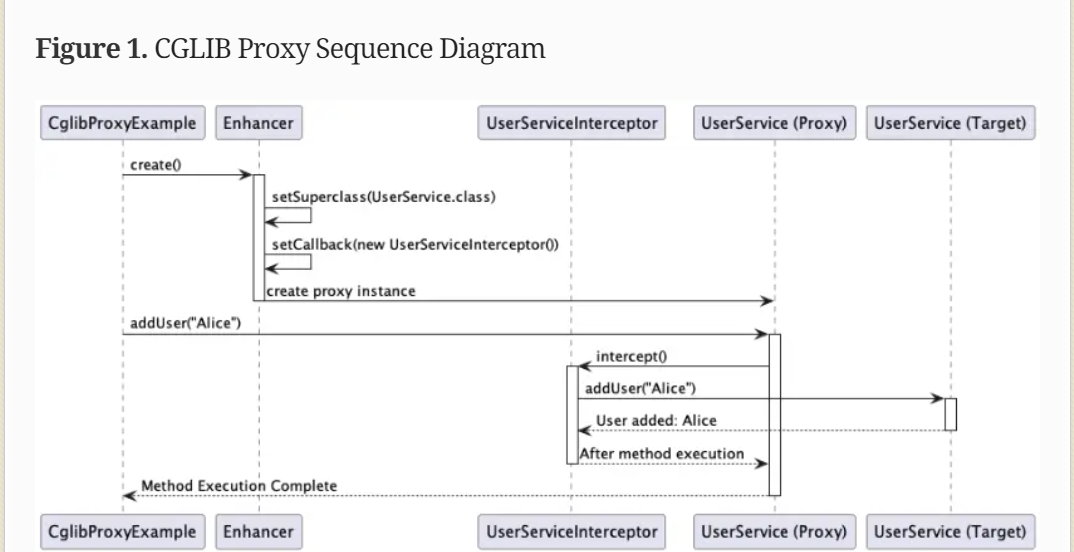 Figure 1. CGLIB Proxy Sequence Diagram
CglibProxyExample
Enhancer
UserServiceInterceptor
UserService (Proxy)
UserService (Target)
create()
setSuperclass(UserService.class)
setCallback(new UserServiceInterceptor())
create proxy instance
addUser("Alice")
intercept()
addUser("Alice")
User added: Alice
After method execution
Method Execution Complete
CglibProxyExample
Enhancer
UserServiceInterceptor
UserService (Proxy)
UserService (Target)